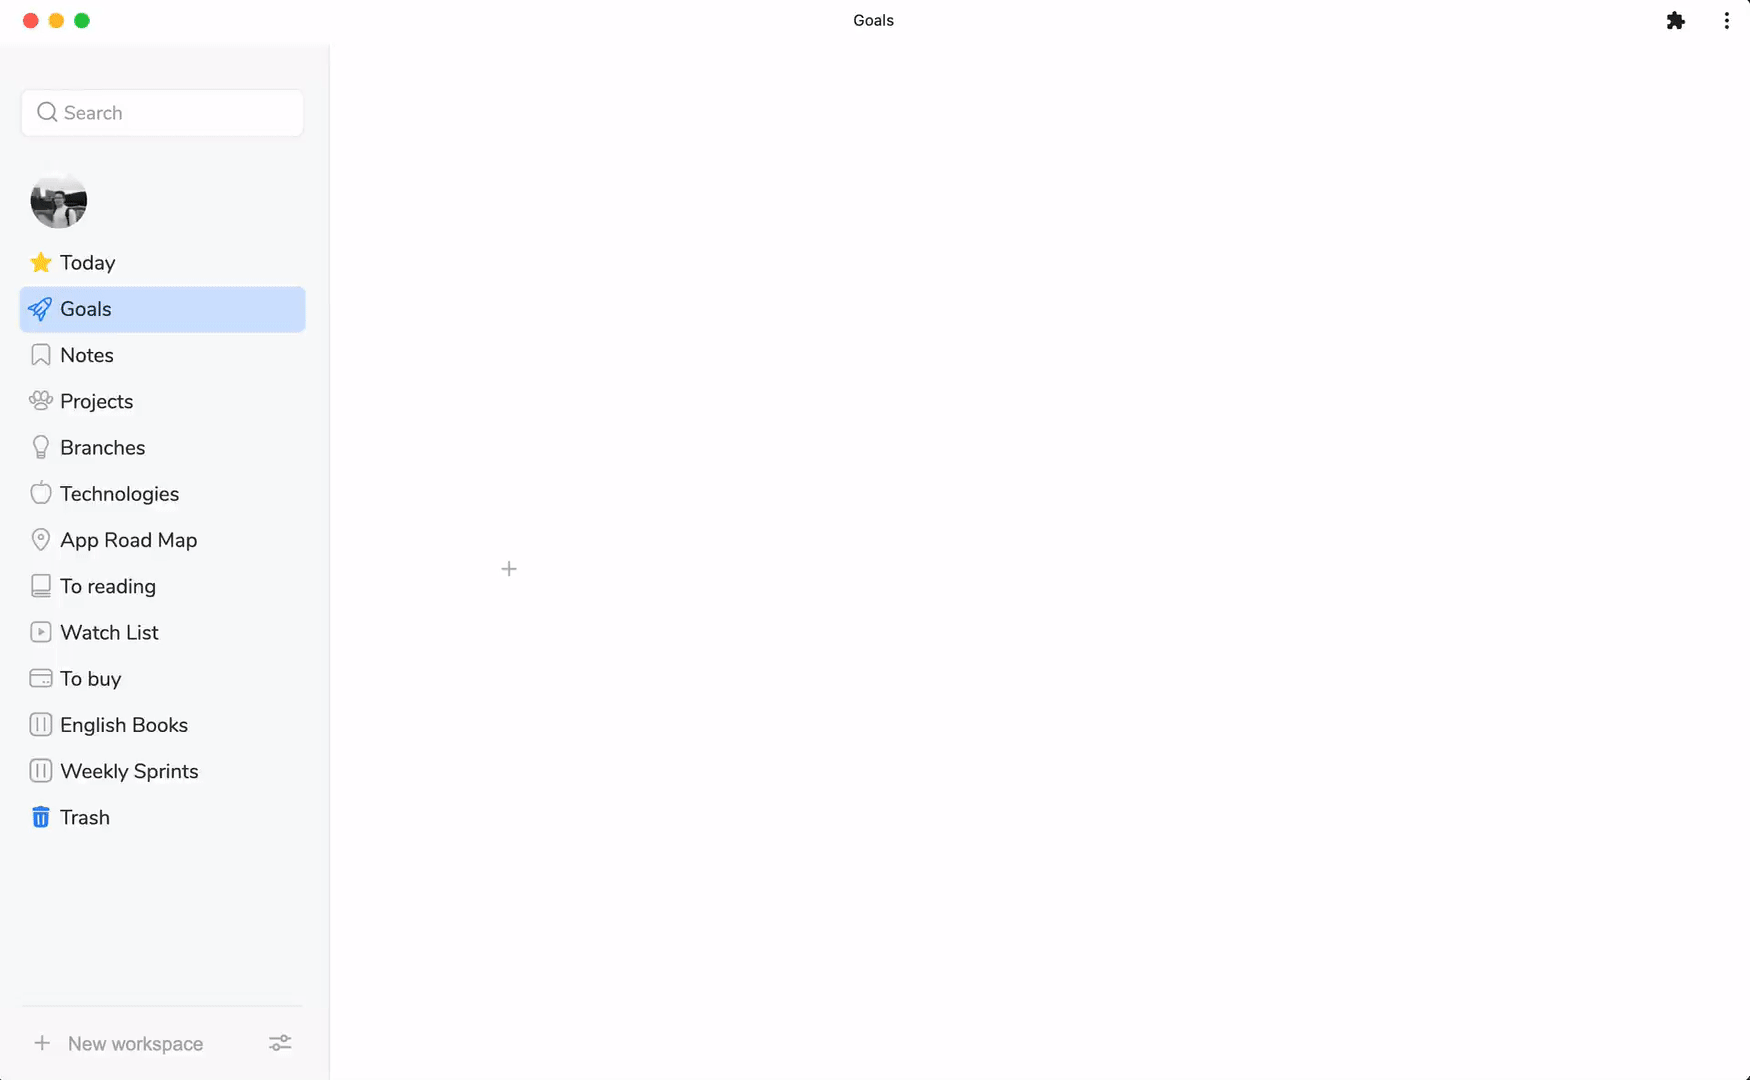 Goals
Search
Today
Goals
Notes
Projects
Branches
Technologies
App Road Map
To reading
Watch List
To buy
English Books
Weekly Sprints
Trash
New workspace